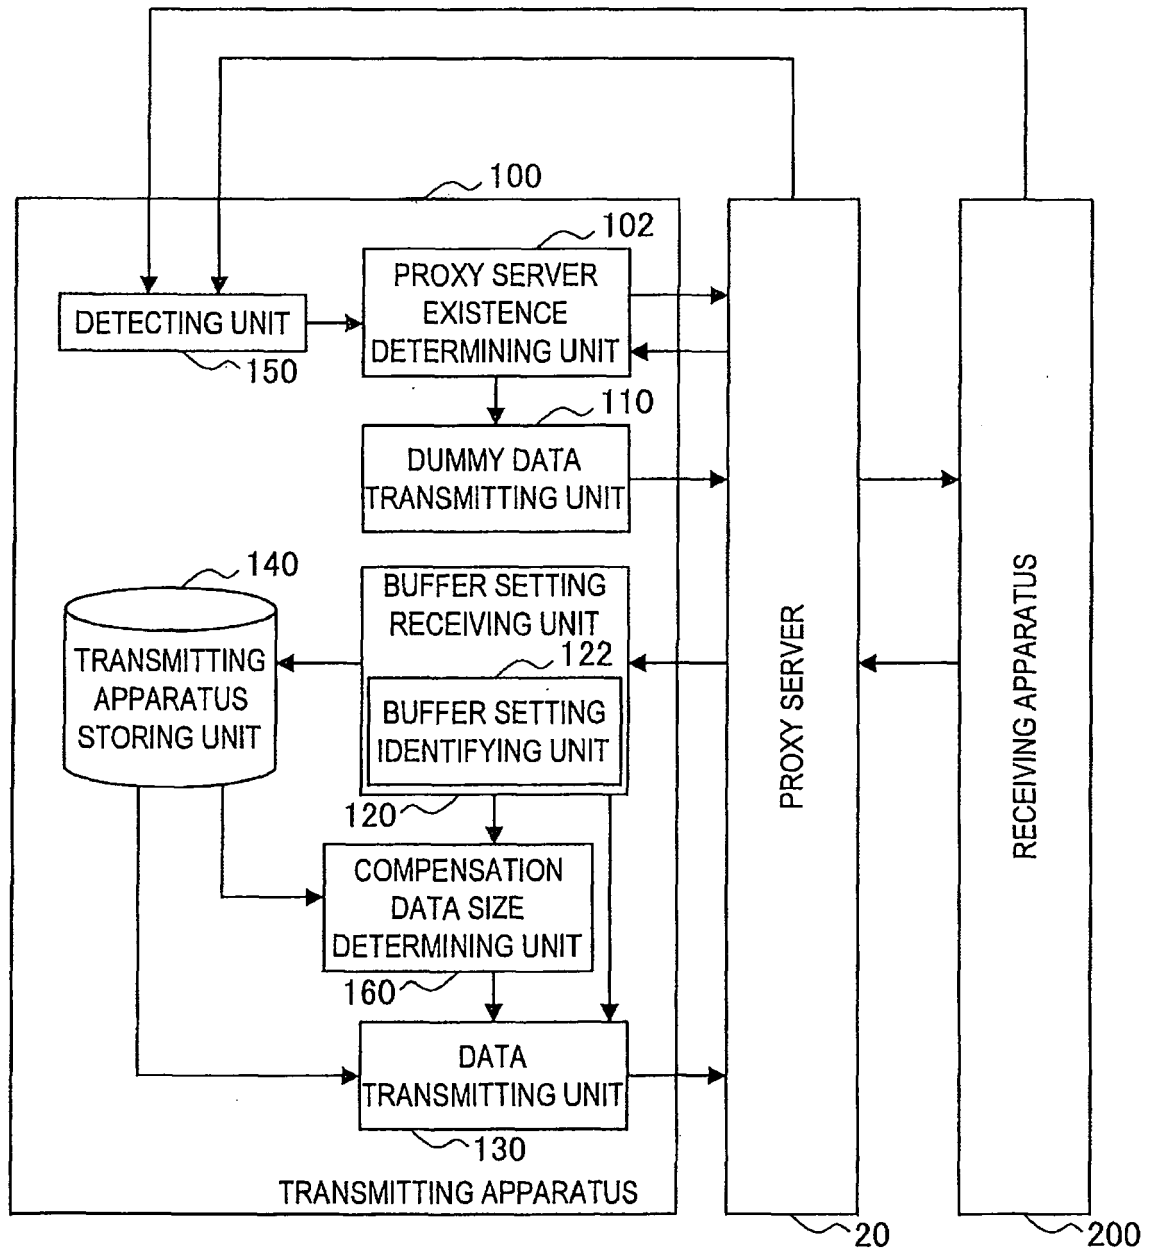 100
102
PROXY SERVER
EXISTENCE
DETERMINING UNIT
DETECTING UNIT
150
110
DUMMY DATA
TRANSMITTING UNIT
140
TRANSMITTING
APPARATUS
STORING UNIT
BUFFER SETTING
RECEIVING UNIT
122
BUFFER SETTING
IDENTIFYING UNIT
120
COMPENSATION
DATA SIZE
DETERMINING UNIT
160
DATA
TRANSMITTING UNIT
130
TRANSMITTING APPARATUS
PROXY SERVER
20
RECEIVING APPARATUS
200